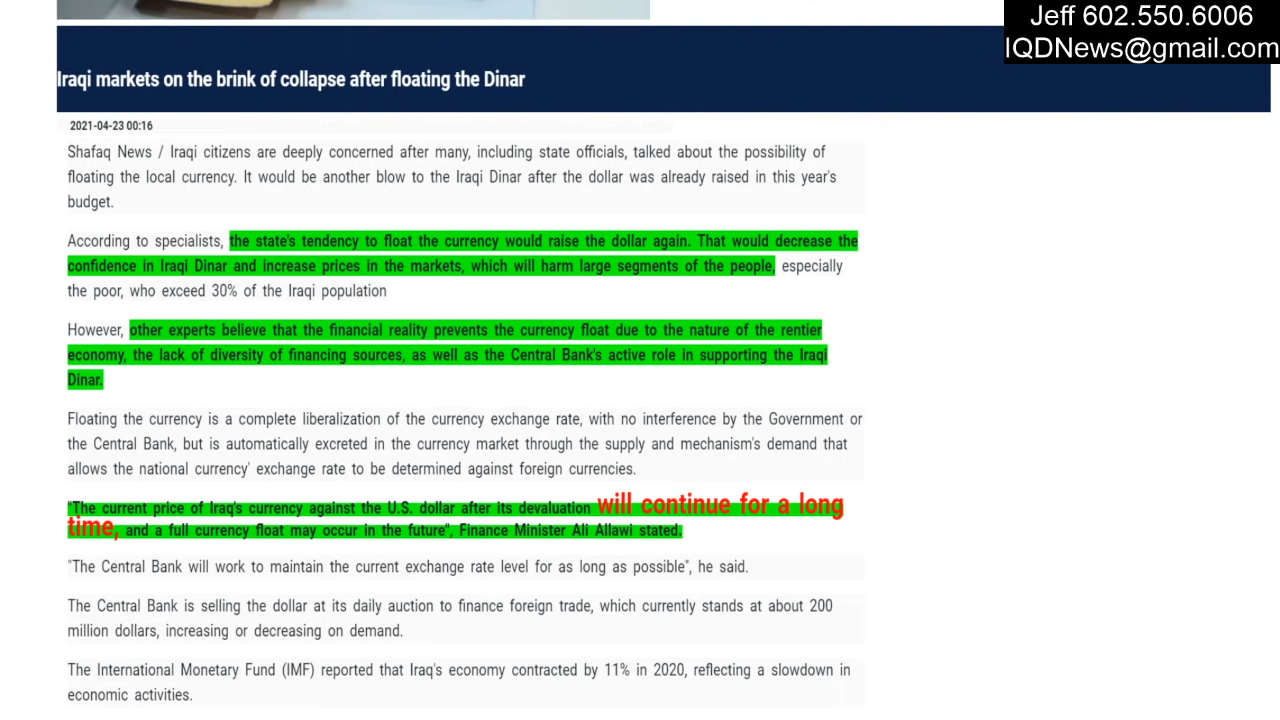 Jeff 602.550.6006
IQDNews@gmail.com
Iraqi markets on the brink of collapse after floating the Dinar
2021-04-23 00:16
Shafaq News / Iraqi citizens are deeply concerned after many, including state officials, talked about the possibility of
floating the local currency. It would be another blow to the Iraqi Dinar after the dollar was already raised in this year's
budget.
According to specialists, the state's tendency to float the currency would raise the dollar again. That would decrease the
confidence in Iraqi Dinar and increase prices in the markets, which will harm large segments of the people, especially
the poor, who exceed 30% of the Iraqi population
However, other experts believe that the financial reality prevents the currency float due to the nature of the rentier
economy, the lack of diversity of financing sources, as well as the Central Bank's active role in supporting the Iraqi
Dinar.
Floating the currency is a complete liberalization of the currency exchange rate, with no interference by the Government or
the Central Bank, but is automatically excreted in the currency market through the supply and mechanism's demand that
allows the national currency' exchange rate to be determined against foreign currencies.
"The current price of Iraq's currency against the U.S. dollar after its devaluation will continue for a long
time, and a full currency float may occur in the future", Finance Minister Ali Allawi stated.
"The Central Bank will work to maintain the current exchange rate level for as long as possible", he said.
The Central Bank is selling the dollar at its daily auction to finance foreign trade, which currently stands at about 200
million dollars, increasing or decreasing on demand.
The International Monetary Fund (IMF) reported that Iraq's economy contracted by 11% in 2020, reflecting a slowdown in
economic activities.